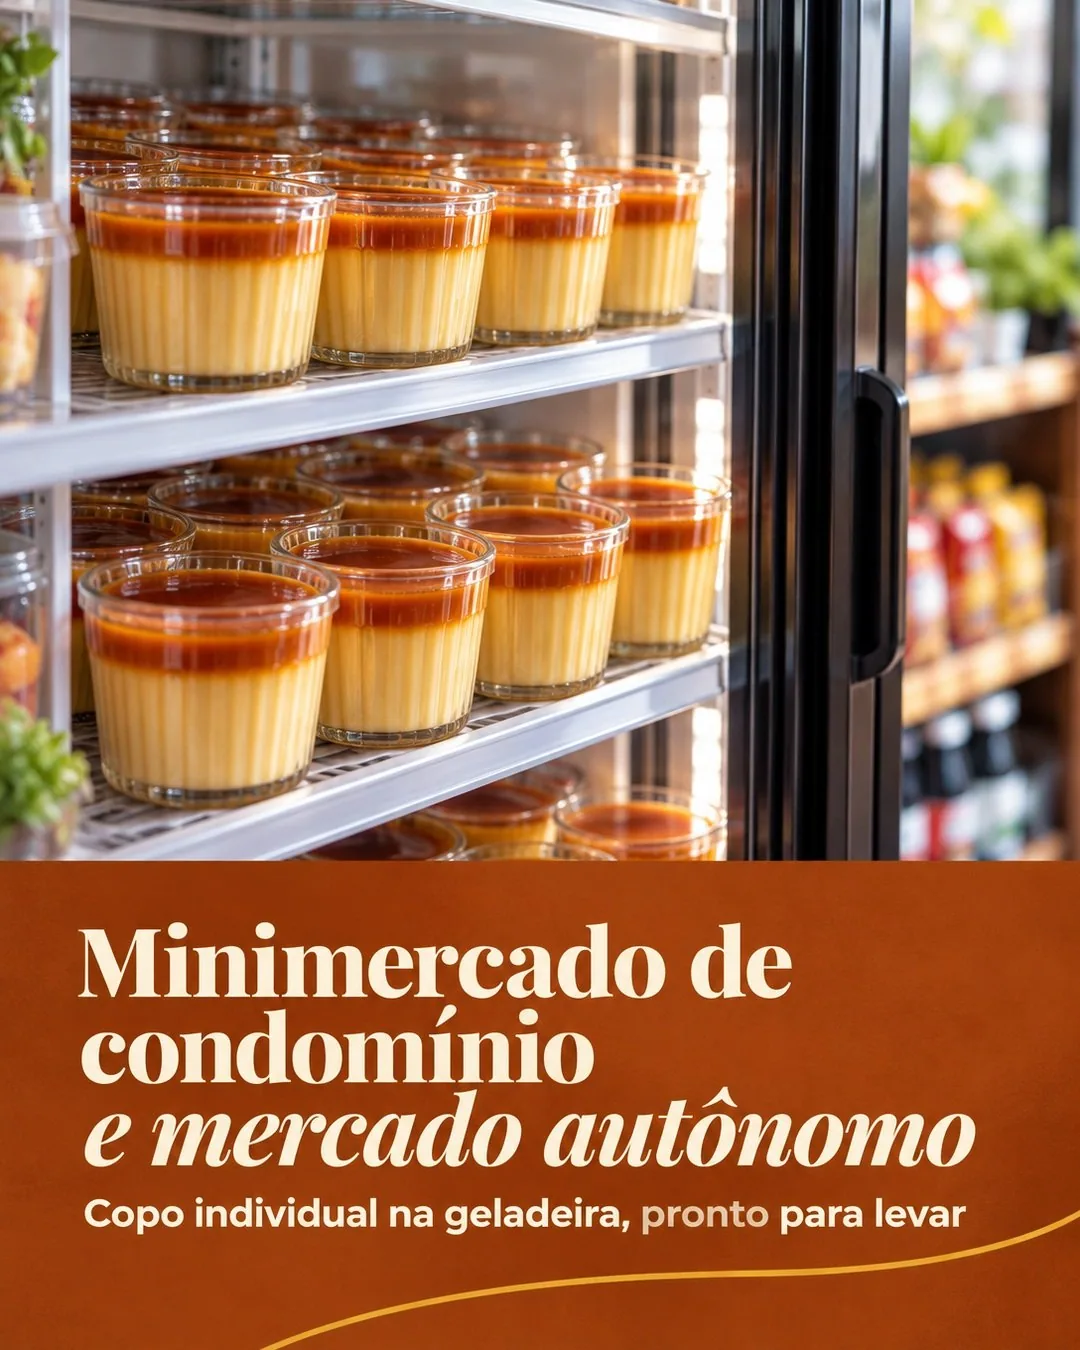 Minimercado de
condomínio
e mercado autônomo
Copo individual na geladeira, pronto para levar